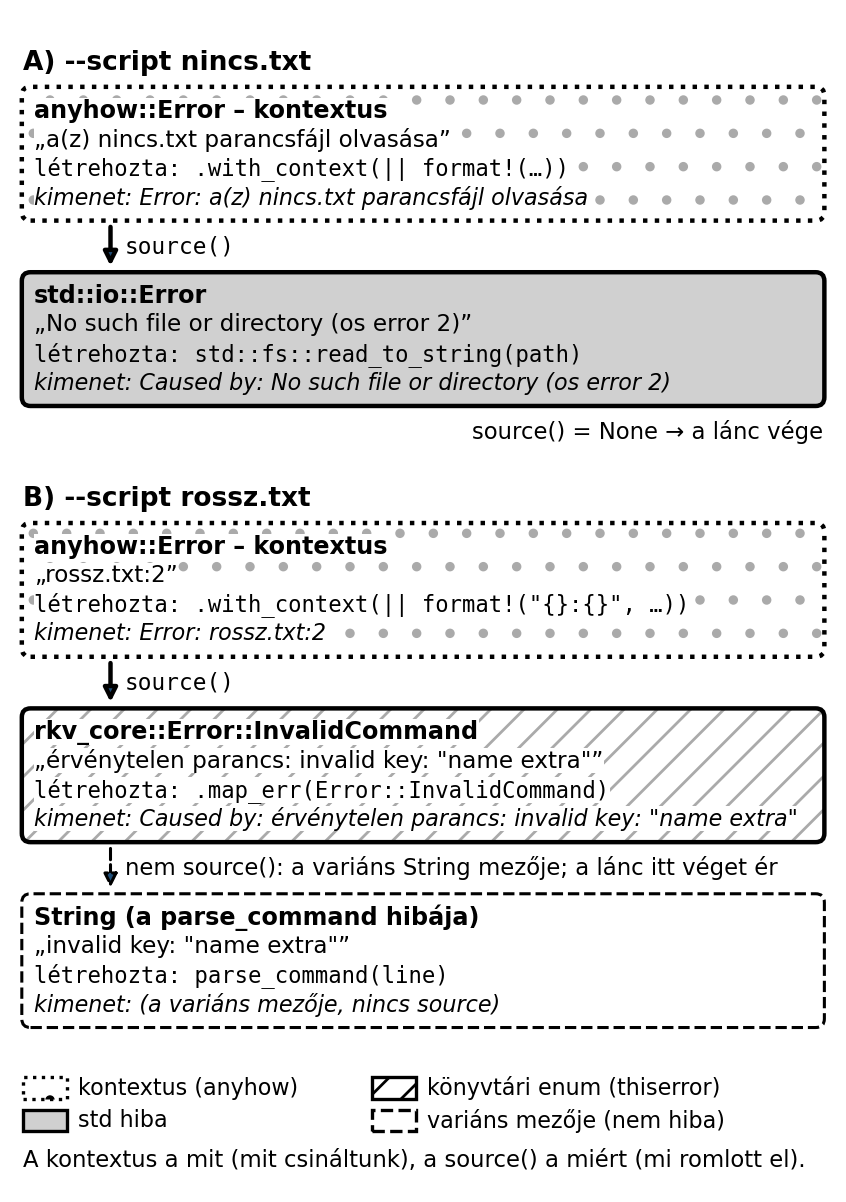 A) --script nincs.txt
anyhow::Error – kontextus
„a(z) nincs.txt parancsfájl olvasása”
létrehozta: .with_context(|| format!(…))
kimenet: Error: a(z) nincs.txt parancsfájl olvasása
source()
std::io::Error
„No such file or directory (os error 2)”
létrehozta: std::fs::read_to_string(path)
kimenet: Caused by: No such file or directory (os error 2)
source() = None → a lánc vége
B) --script rossz.txt
anyhow::Error – kontextus
„rossz.txt:2”
létrehozta: .with_context(|| format!("{}:{}", …))
kimenet: Error: rossz.txt:2
source()
rkv_core::Error::InvalidCommand
„érvénytelen parancs: invalid key: "name extra"”
létrehozta: .map_err(Error::InvalidCommand)
kimenet: Caused by: érvénytelen parancs: invalid key: "name extra"
nem source(): a variáns String mezője; a lánc itt véget ér
String (a parse_command hibája)
„invalid key: "name extra"”
létrehozta: parse_command(line)
kimenet: (a variáns mezője, nincs source)
kontextus (anyhow)
könyvtári enum (thiserror)
std hiba
variáns mezője (nem hiba)
A kontextus a mit (mit csináltunk), a source() a miért (mi romlott el).